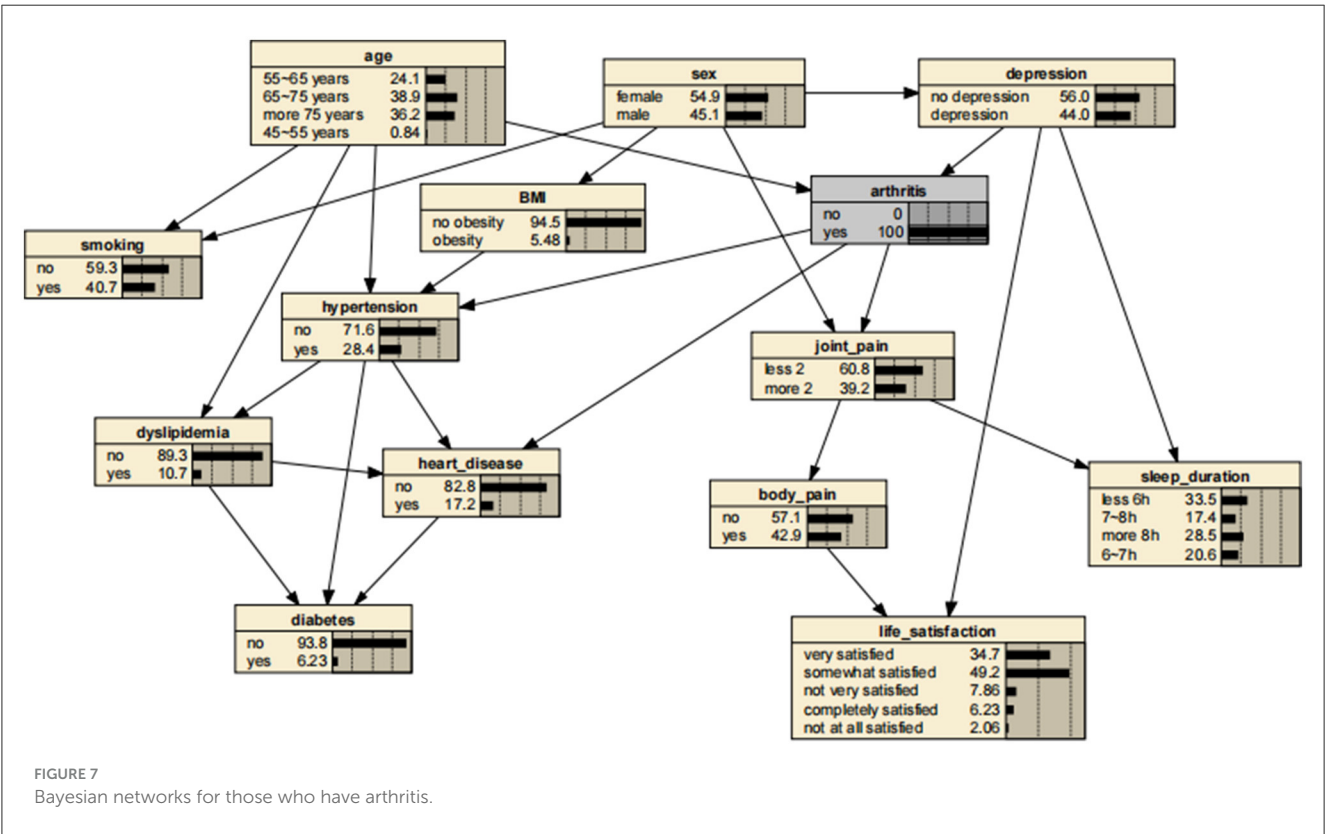 age
55~65 years 24.1
65~75 years 38.9
more 75 years 36.2
45~55 years 0.84
sex
female 54.9
male 45.1
depression
no depression 56.0
depression 44.0
BMI
no obesity 94.5
obesity 5.48
arthritis
no 0
yes 100
smoking
no 59.3
yes 40.7
hypertension
no 71.6
yes 28.4
joint_pain
less 2 60.8
more 2 39.2
dyslipidemia
no 89.3
yes 10.7
heart_disease
no 82.8
yes 17.2
body_pain
no 57.1
yes 42.9
sleep_duration
less 6h 33.5
7~8h 17.4
more 8h 28.5
6~7h 20.6
diabetes
no 93.8
yes 6.23
life_satisfaction
very satisfied 34.7
somewhat satisfied 49.2
not very satisfied 7.86
completely satisfied 6.23
not at all satisfied 2.06
FIGURE 7
Bayesian networks for those who have arthritis.